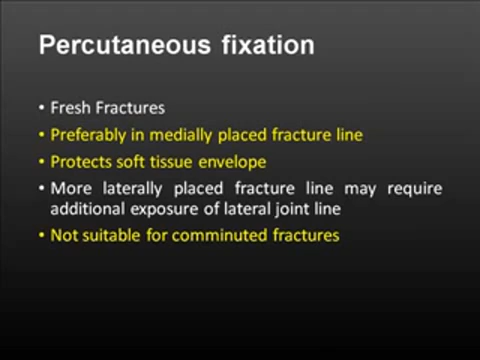 Percutaneous fixation
• Fresh Fractures
• Preferably in medially placed fracture line
• Protects soft tissue envelope
• More laterally placed fracture line may require
additional exposure of lateral joint line
• Not suitable for comminuted fractures